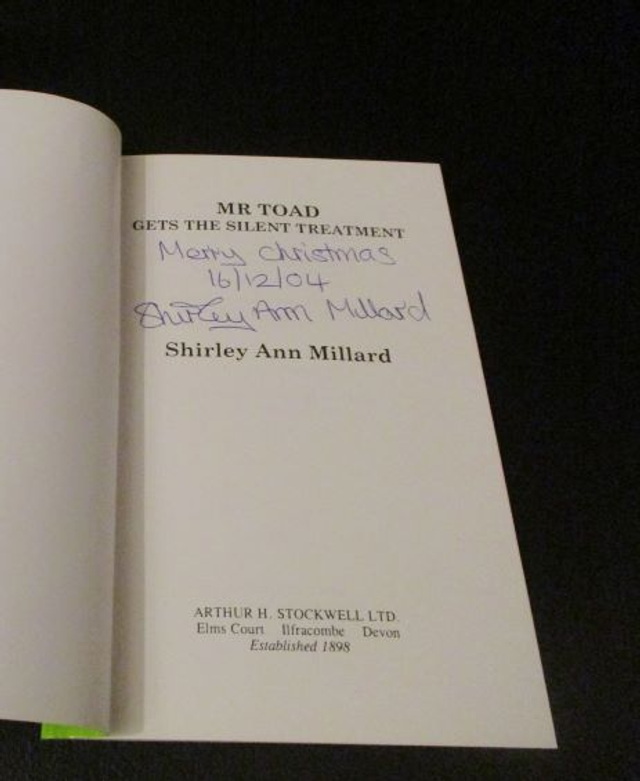 MR TOAD
GETS THE SILENT TREATMENT
Merry Christmas
16/12/04
Shirley Ann Millard
Shirley Ann Millard
ARTHUR H. STOCKWELL LTD.
Elms Court Ilfracombe Devon
Established 1898